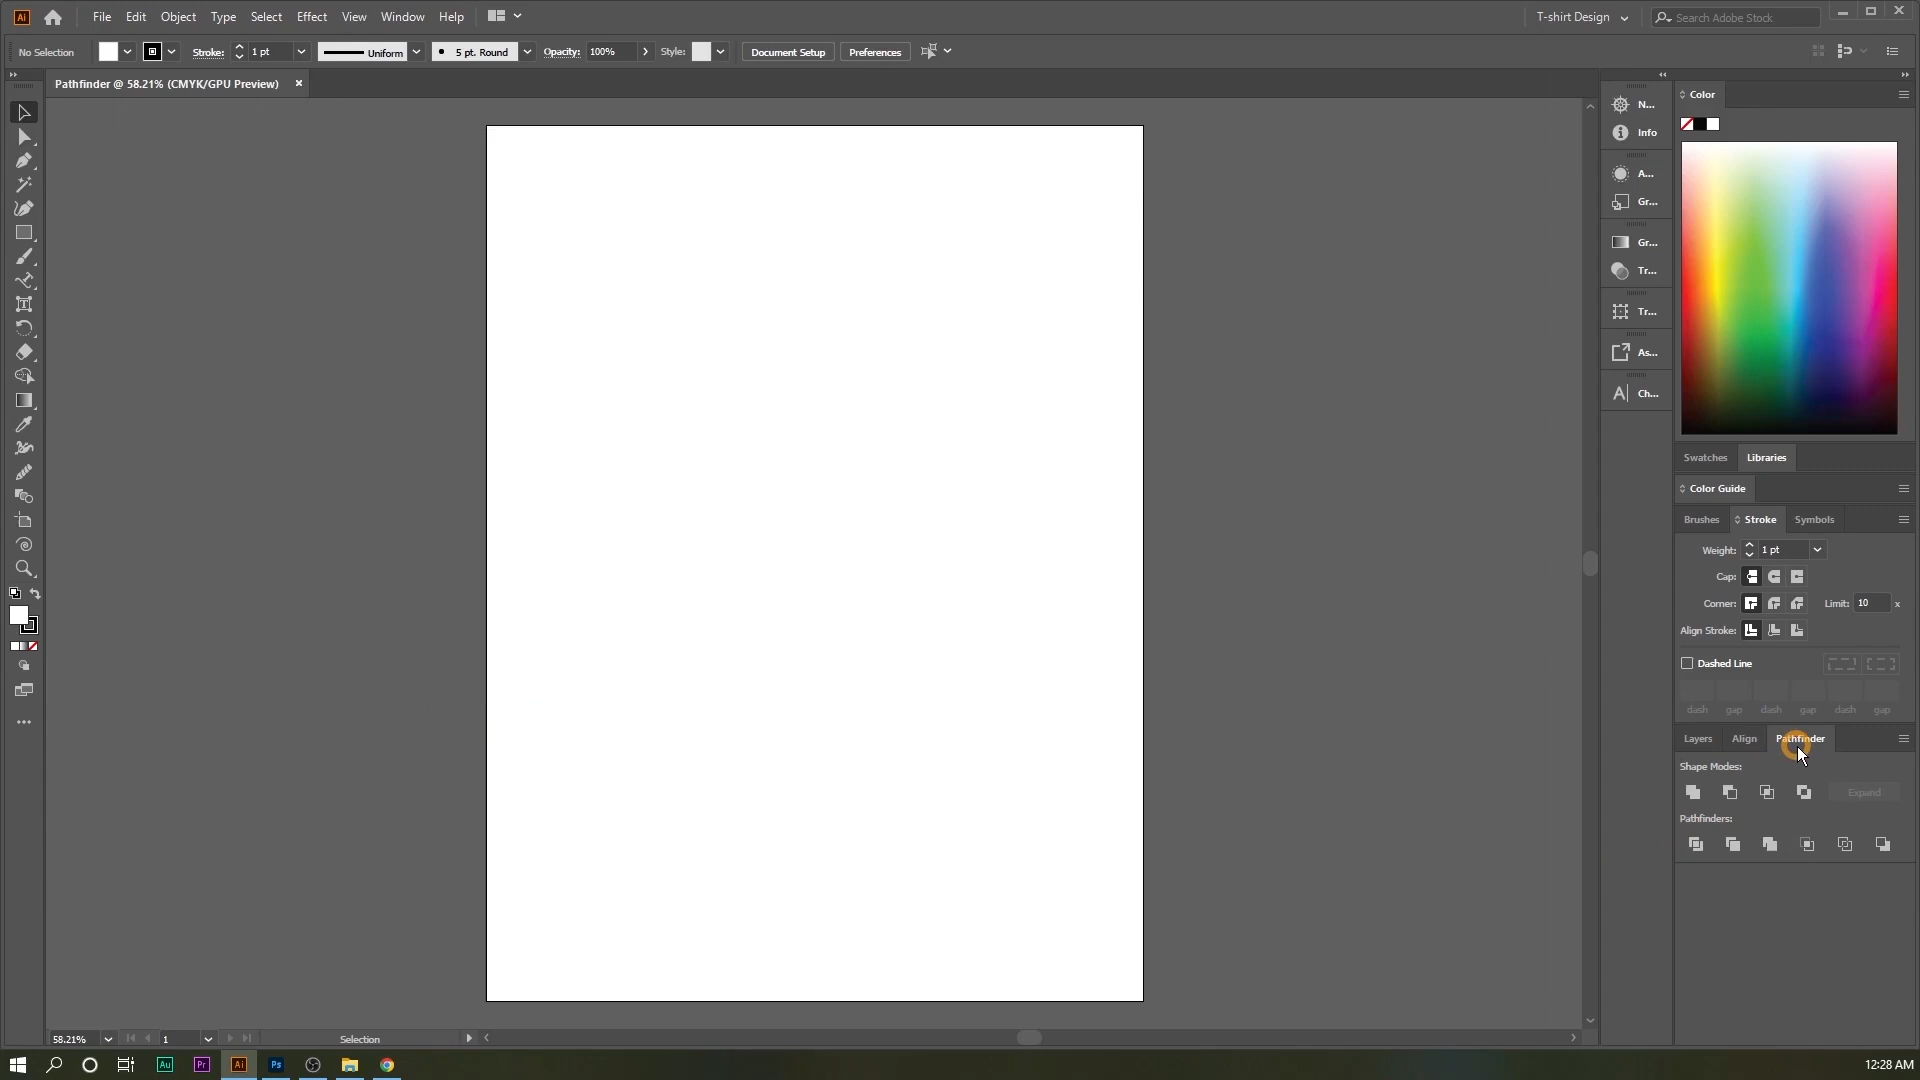 Ai File Edit Object Type Select Effect View Window Help T-shirt Design Search Adobe Stock
No Selection Stroke: 1 pt Uniform 5 pt. Round Opacity: 100% Style: Document Setup Preferences
Pathfinder @ 58.21% (CMYK/GPU Preview) ×
N...
Info
A...
Gr...
Gr...
Tr...
Tr...
As...
Ch...
Color
Swatches Libraries
Color Guide
Brushes Stroke Symbols
Weight: 1 pt
Cap:
Corner: Limit: 10 x
Align Stroke:
Dashed Line
dash gap dash gap dash gap
Layers Align Pathfinder
Shape Modes:
Expand
Pathfinders:
58.21% 1 Selection
Au Pr Ai Ps 12:28 AM